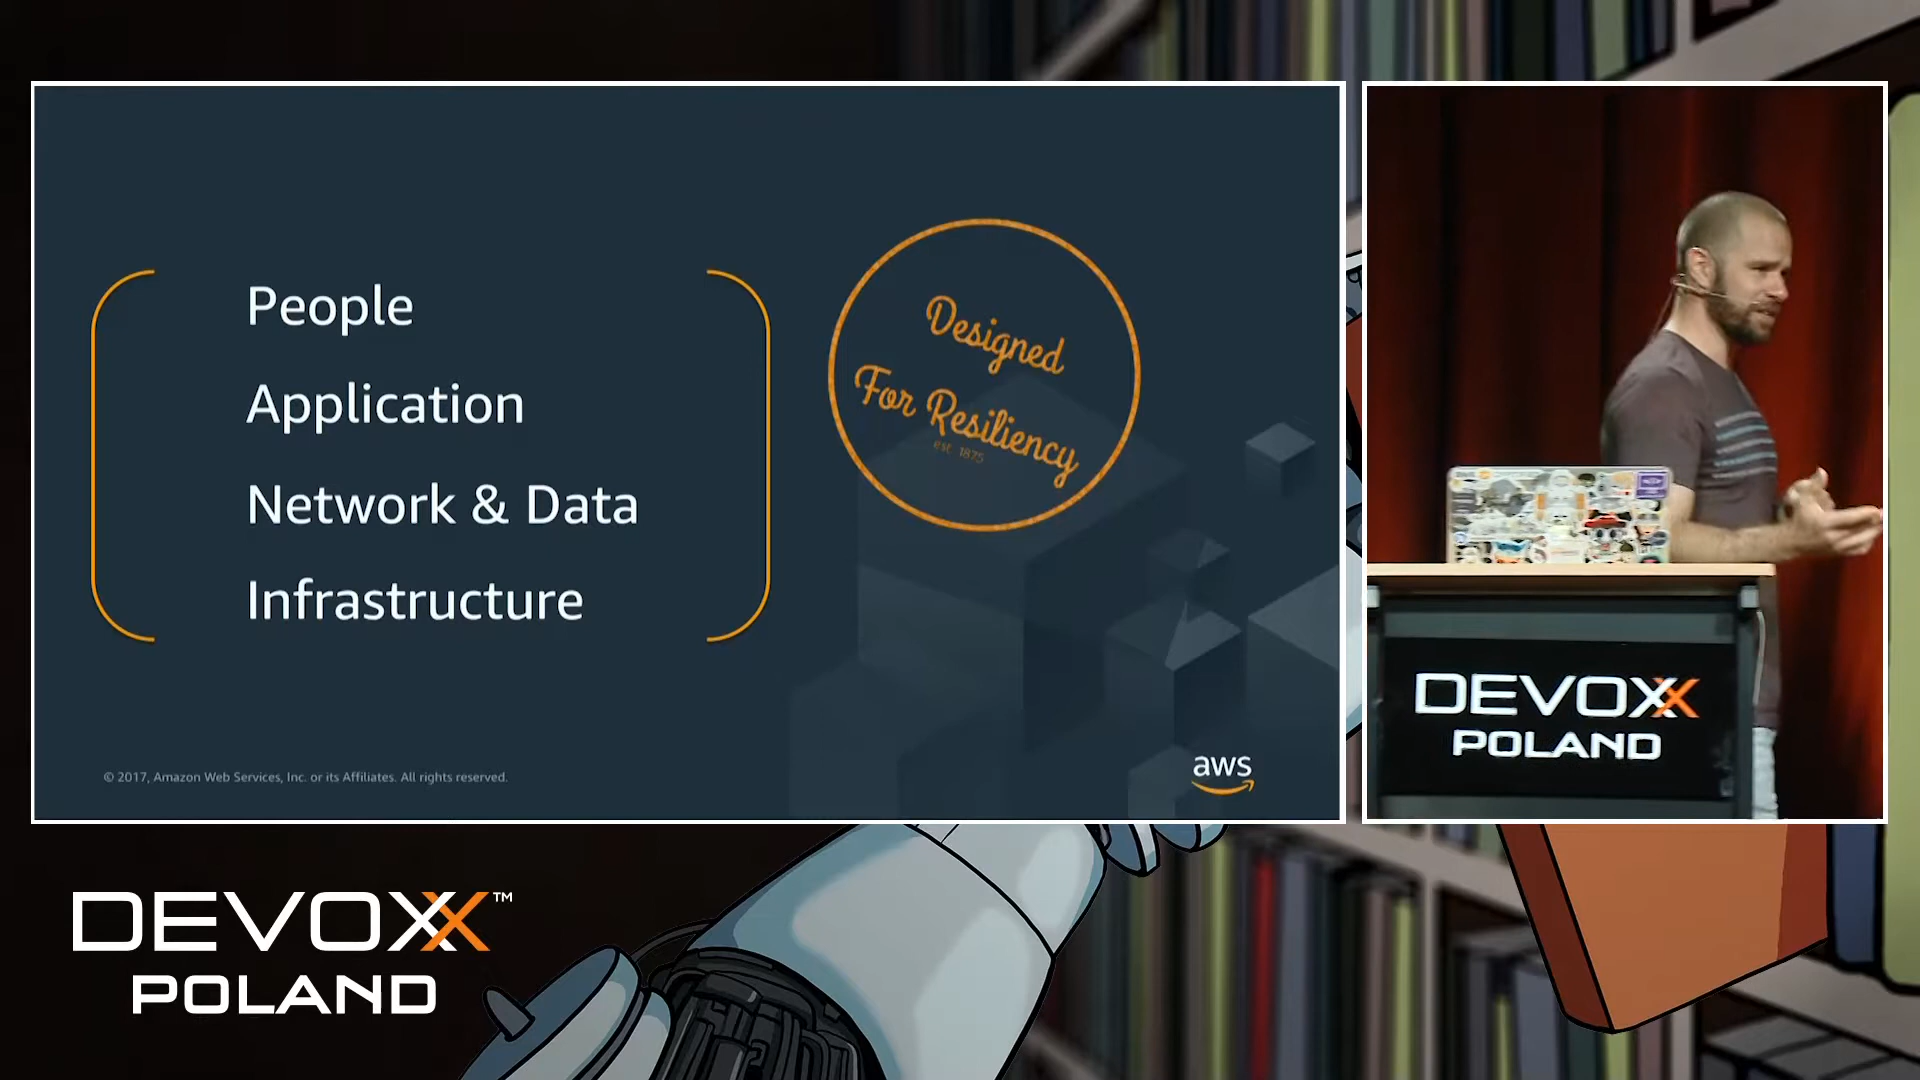 People
Application
Network & Data
Infrastructure
Designed
For Resiliency
est. 1875
© 2017, Amazon Web Services, Inc. or its Affiliates. All rights reserved.
aws
DEVOXX
POLAND
DEVOXX™
POLAND